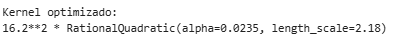 Kernel optimizado:
16.2**2 * RationalQuadratic(alpha=0.0235, length_scale=2.18)